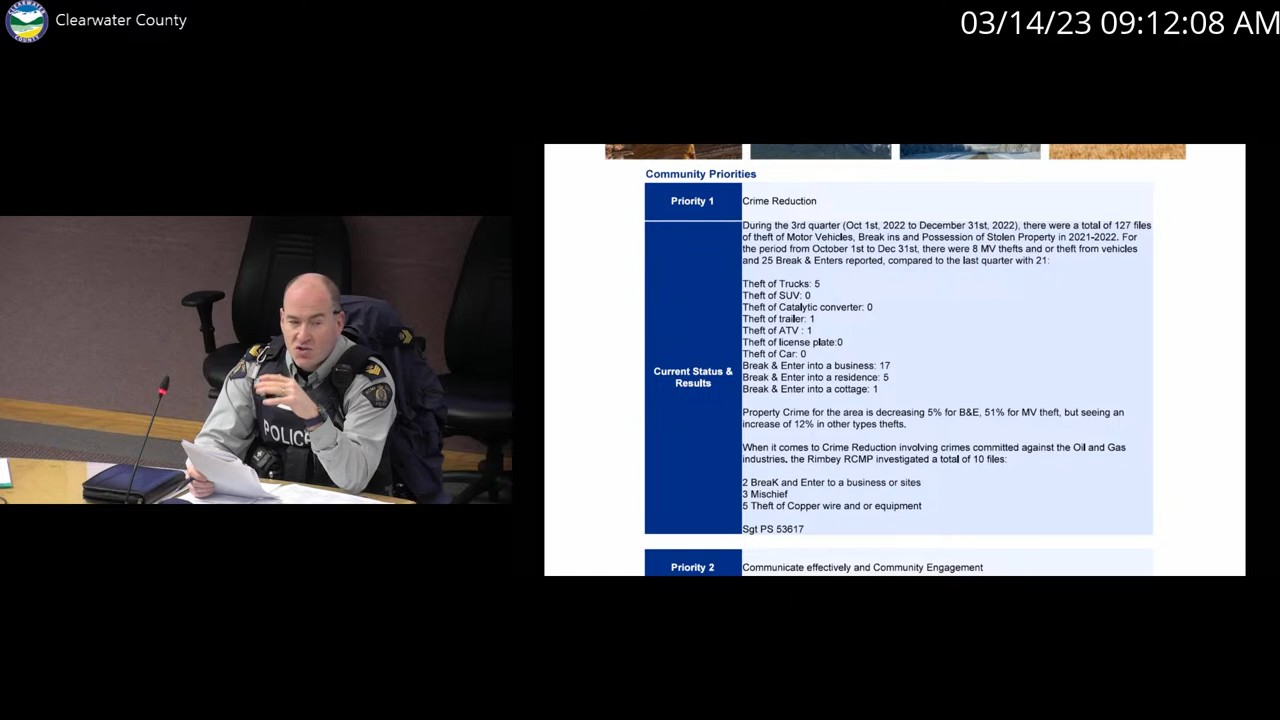 CLEARWATER
COUNTY
Clearwater County
03/14/23 09:12:08 AM
POLICE
Community Priorities
Priority 1
Crime Reduction
Current Status &
Results
During the 3rd quarter (Oct 1st, 2022 to December 31st, 2022), there were a total of 127 files
of theft of Motor Vehicles, Break ins and Possession of Stolen Property in 2021-2022. For
the period from October 1st to Dec 31st, there were 8 MV thefts and or theft from vehicles
and 25 Break & Enters reported, compared to the last quarter with 21:
Theft of Trucks: 5
Theft of SUV: 0
Theft of Catalytic converter: 0
Theft of trailer: 1
Theft of ATV : 1
Theft of license plate:0
Theft of Car: 0
Break & Enter into a business: 17
Break & Enter into a residence: 5
Break & Enter into a cottage: 1
Property Crime for the area is decreasing 5% for B&E, 51% for MV theft, but seeing an
increase of 12% in other types thefts.
When it comes to Crime Reduction involving crimes committed against the Oil and Gas
industries, the Rimbey RCMP investigated a total of 10 files:
2 BreaK and Enter to a business or sites
3 Mischief
5 Theft of Copper wire and or equipment
Sgt PS 53617
Priority 2
Communicate effectively and Community Engagement